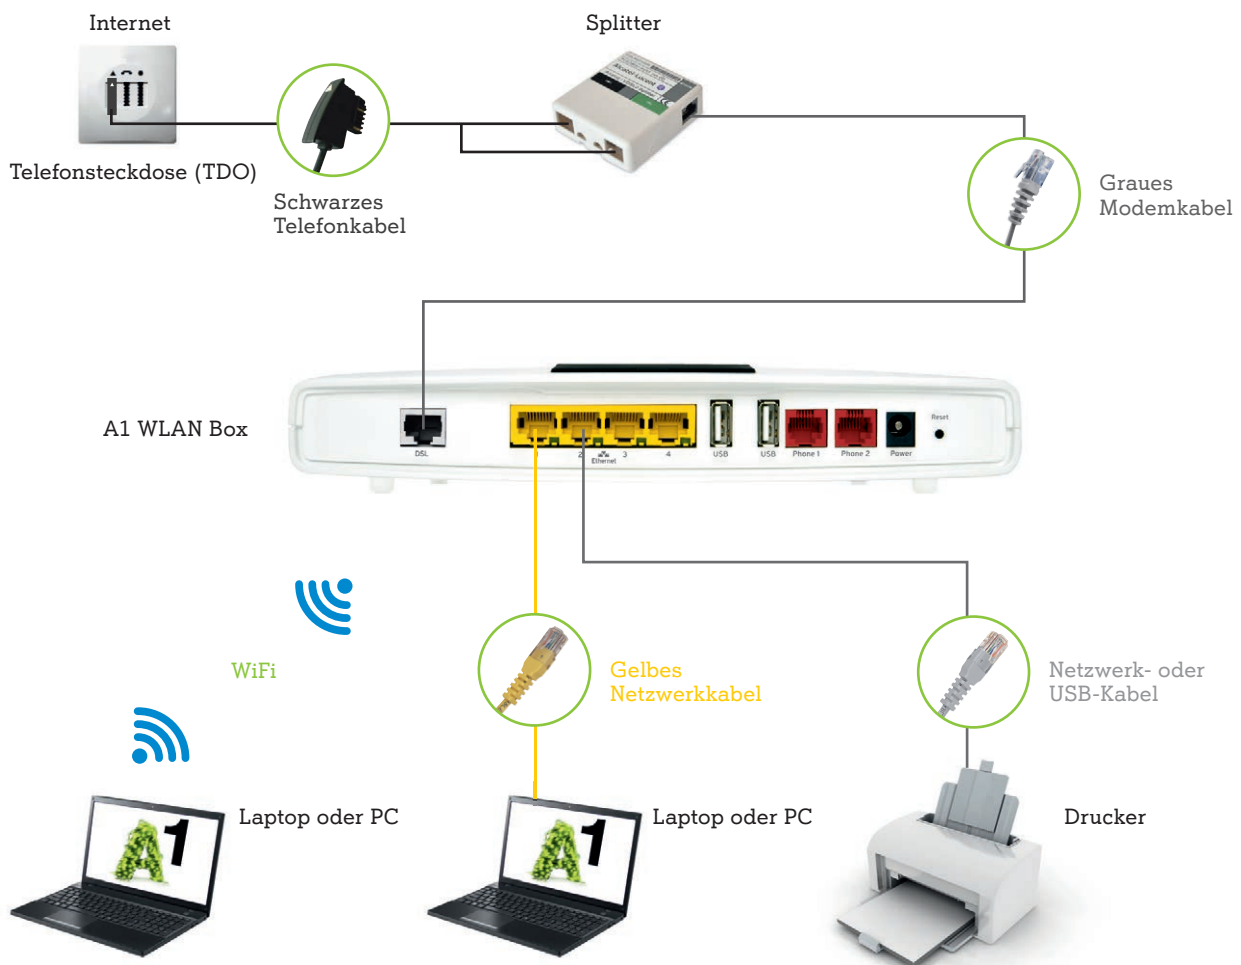 Internet
Splitter
Alcatel-Lucent
Telefonsteckdose (TDO)
Schwarzes
Telefonkabel
Graues
Modemkabel
A1 WLAN Box
DSL
1 2 3 4
Ethernet
USB
USB
Phone 1
Phone 2
Power
Reset
WiFi
Gelbes
Netzwerkkabel
Netzwerk- oder
USB-Kabel
Laptop oder PC
Laptop oder PC
Drucker
A1
A1